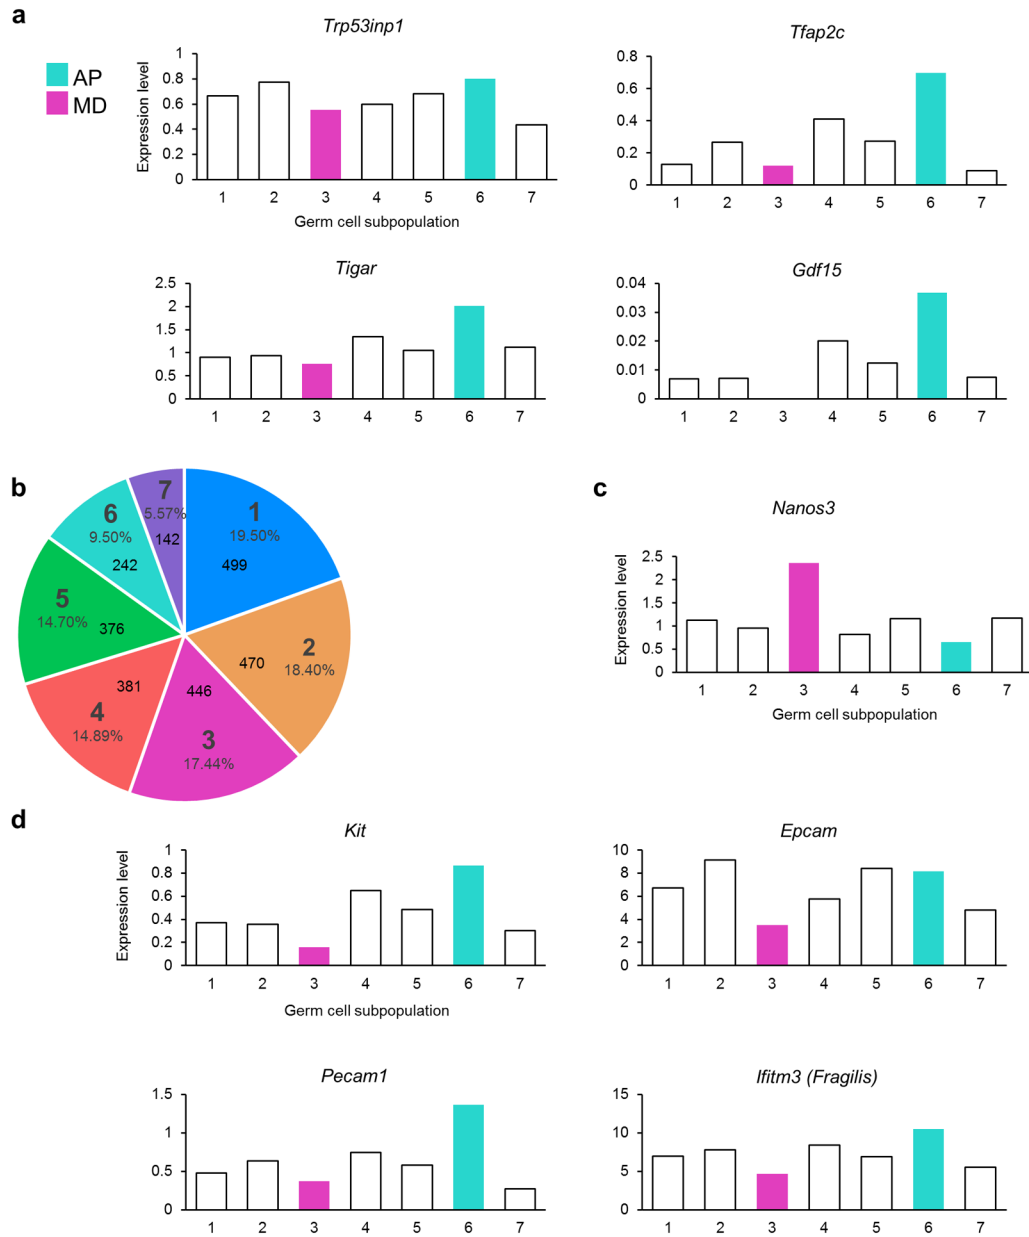 a
AP
MD
Trp53inp1
Expression level
1
0.8
0.6
0.4
0.2
0
1 2 3 4 5 6 7
Germ cell subpopulation
Tfap2c
0.8
0.6
0.4
0.2
0
1 2 3 4 5 6 7
Tigar
2.5
2
1.5
1
0.5
0
1 2 3 4 5 6 7
Gdf15
0.04
0.03
0.02
0.01
0
1 2 3 4 5 6 7
b
1
19.50%
499
2
18.40%
470
3
17.44%
446
4
14.89%
381
5
14.70%
376
6
9.50%
242
7
5.57%
142
c
Nanos3
Expression level
2.5
2
1.5
1
0.5
0
1 2 3 4 5 6 7
Germ cell subpopulation
d
Kit
Expression level
1
0.8
0.6
0.4
0.2
0
1 2 3 4 5 6 7
Germ cell subpopulation
Epcam
10
8
6
4
2
0
1 2 3 4 5 6 7
Pecam1
1.5
1
0.5
0
1 2 3 4 5 6 7
Ifitm3 (Fragilis)
15
10
5
0
1 2 3 4 5 6 7